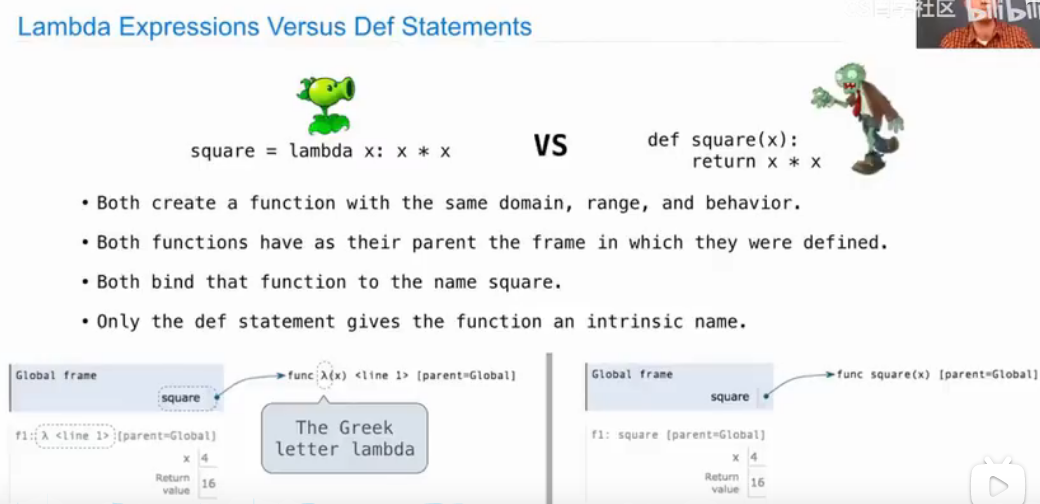 Lambda Expressions Versus Def Statements
社区 bilibili
square = lambda x: x * x
VS
def square(x):
return x * x
• Both create a function with the same domain, range, and behavior.
• Both functions have as their parent the frame in which they were defined.
• Both bind that function to the name square.
• Only the def statement gives the function an intrinsic name.
Global frame
square
func λ(x) <line 1> [parent=Global]
The Greek
letter lambda
f1: λ <line 1> [parent=Global]
x 4
Return
value 16
Global frame
square
func square(x) [parent=Global]
f1: square [parent=Global]
x 4
Return
value 16